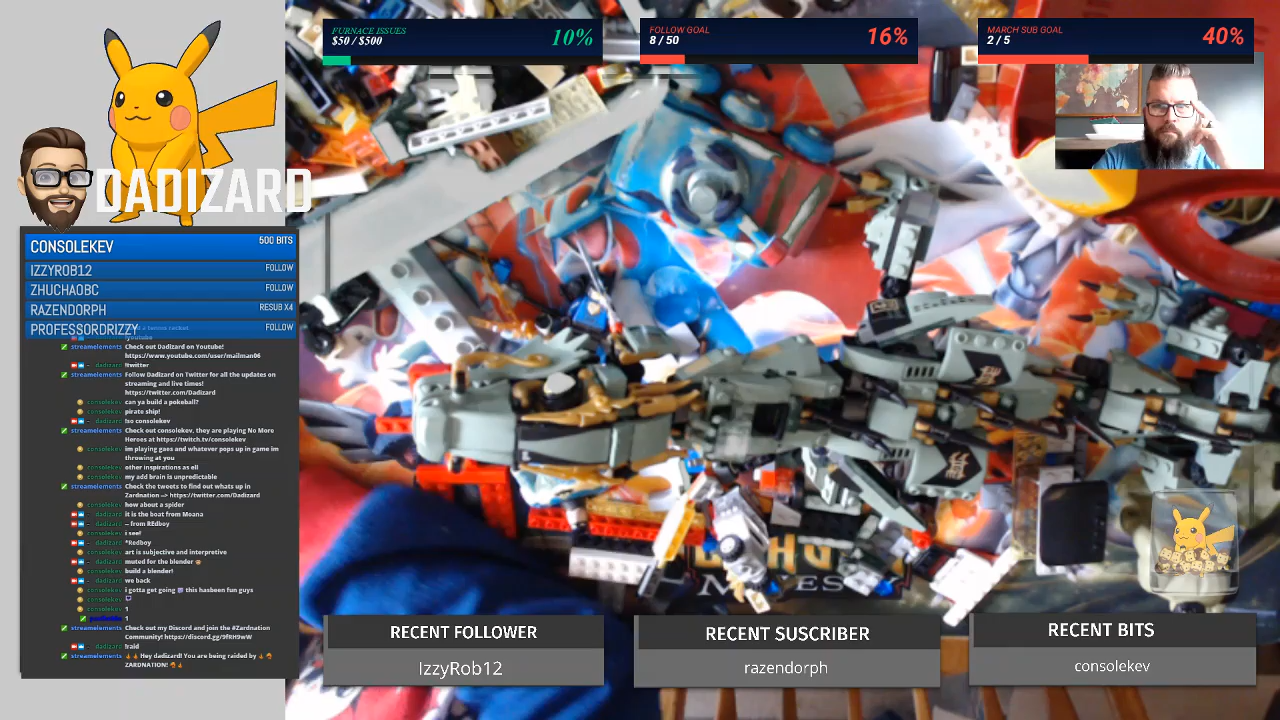 FURNACE ISSUES
$50 / $500
10%
FOLLOW GOAL
8 / 50
16%
MARCH SUB GOAL
2 / 5
40%
DADIZARD
CONSOLEKEV 500 BITS
IZZYROB12 FOLLOW
ZHUCHAOBC FOLLOW
RAZENDORPH RESUB X4
PROFESSORDRIZZY FOLLOW
!youtube
streamelements Check out Dadizard on Youtube!
https://www.youtube.com/user/mailman06
dadizard !twitter
streamelements Follow Dadizard on Twitter for all the updates on
streaming and live times!
https://twitter.com/Dadizard
consolekev can ya build a pokeball?
consolekev pirate ship!
dadizard !so consolekev
streamelements Check out consolekev, they are playing No More
Heroes at https://twitch.tv/consolekev
consolekev im playing goes and whatever pops up in game im
throwing at you
consolekev other inspirations as ell
consolekev my add brain is unpredictable
streamelements Check the tweets to find out whats up in
Zardnation --> https://twitter.com/Dadizard
consolekev how about a spider
dadizard it is the boat from Moana
dadizard -- from REdboy
consolekev i see!
dadizard *Redboy
consolekev art is subjective and interpretive
dadizard muted for the blender
consolekev build a blender!
dadizard we back
consolekev i gotta get going this hasbeen fun guys
consolekev
consolekev 1
1
streamelements Check out my Discord and join the #Zardnation
Community! https://discord.gg/9fRH9wW
dadizard !raid
streamelements Hey dadizard! You are being raided by
ZARDNATION!
RECENT FOLLOWER
IzzyRob12
RECENT SUSCRIBER
razendorph
RECENT BITS
consolekev